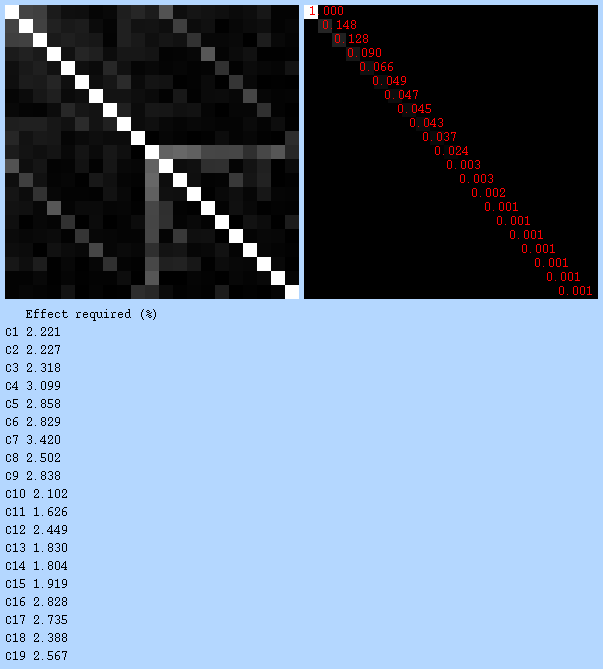 1.000
0.148
0.128
0.090
0.066
0.049
0.047
0.045
0.043
0.037
0.024
0.003
0.003
0.002
0.001
0.001
0.001
0.001
0.001
0.001
0.001
Effect required (%)
C1 2.221
C2 2.227
C3 2.318
C4 3.099
C5 2.858
C6 2.829
C7 3.420
C8 2.502
C9 2.838
C10 2.102
C11 1.626
C12 2.449
C13 1.830
C14 1.804
C15 1.919
C16 2.828
C17 2.735
C18 2.388
C19 2.567